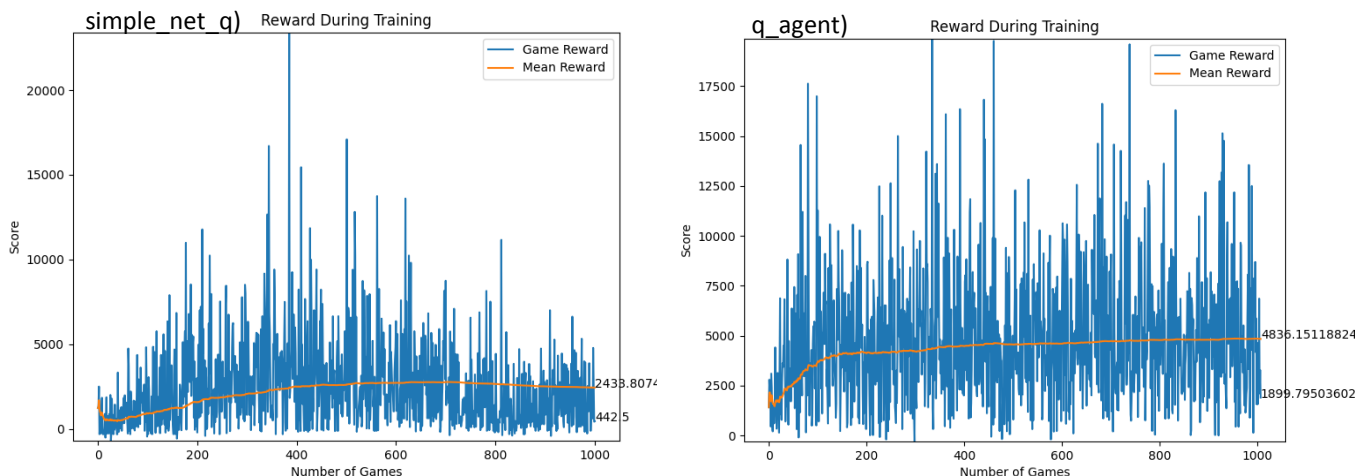 simple_net_q)
Reward During Training
Game Reward
Mean Reward
Score
20000
15000
10000
5000
0
2438.8074
442.5
0
200
400
600
800
1000
Number of Games
q_agent)
Reward During Training
Game Reward
Mean Reward
Score
17500
15000
12500
10000
7500
5000
2500
0
4836.15118824
1899.79503602
0
200
400
600
800
1000
Number of Games